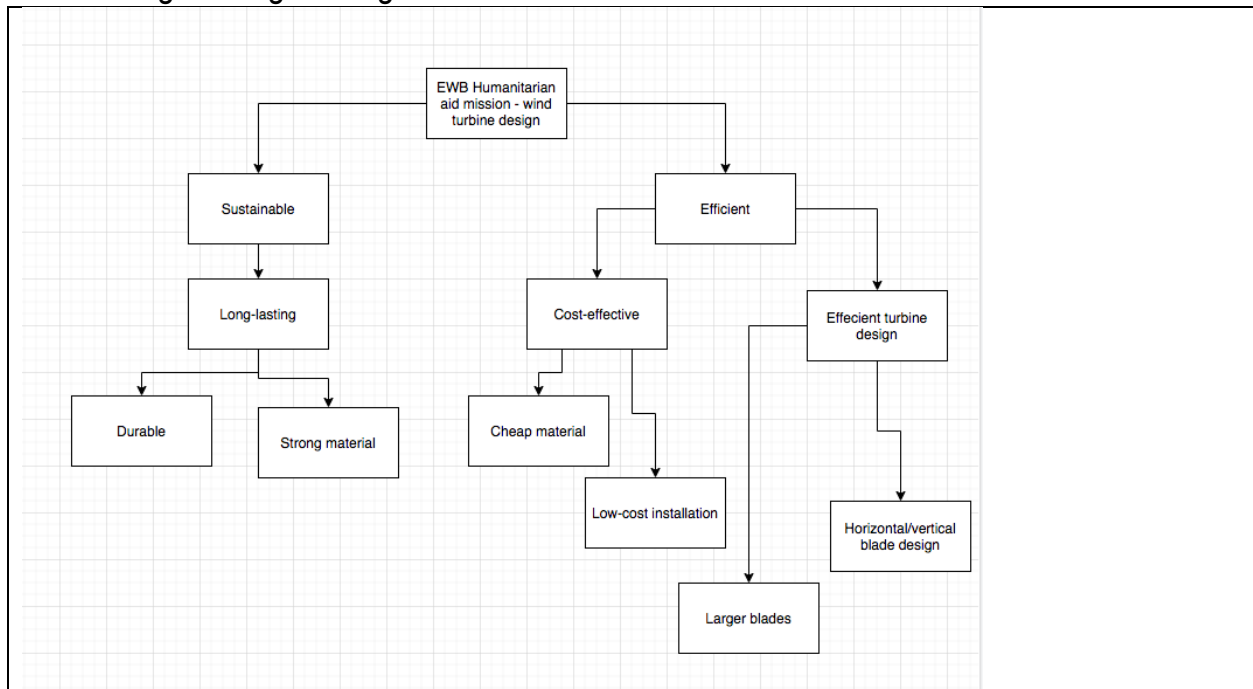 EWB Humanitarian
aid mission - wind
turbine design
Sustainable
Efficient
Long-lasting
Cost-effective
Effecient turbine
design
Durable
Strong material
Cheap material
Low-cost installation
Horizontal/vertical
blade design
Larger blades